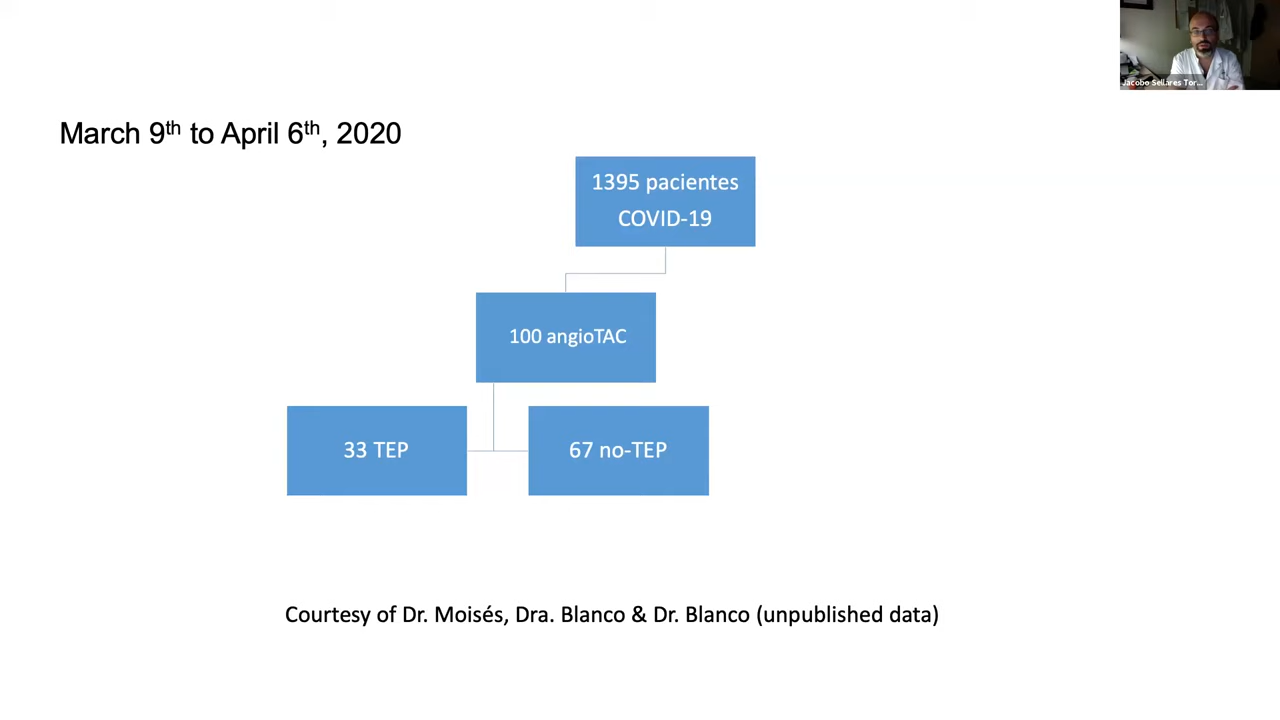 Jacobo Sellares Tor...
March 9th to April 6th, 2020
1395 pacientes
COVID-19
100 angioTAC
33 TEP
67 no-TEP
Courtesy of Dr. Moisés, Dra. Blanco & Dr. Blanco (unpublished data)